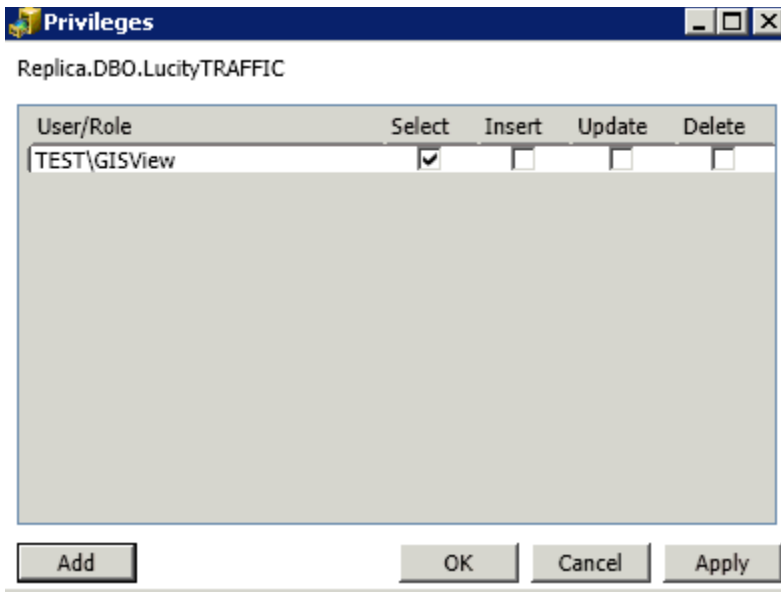 Privileges
Replica.DBO.LucityTRAFFIC
User/Role Select Insert Update Delete
TEST\GISView
Add OK Cancel Apply